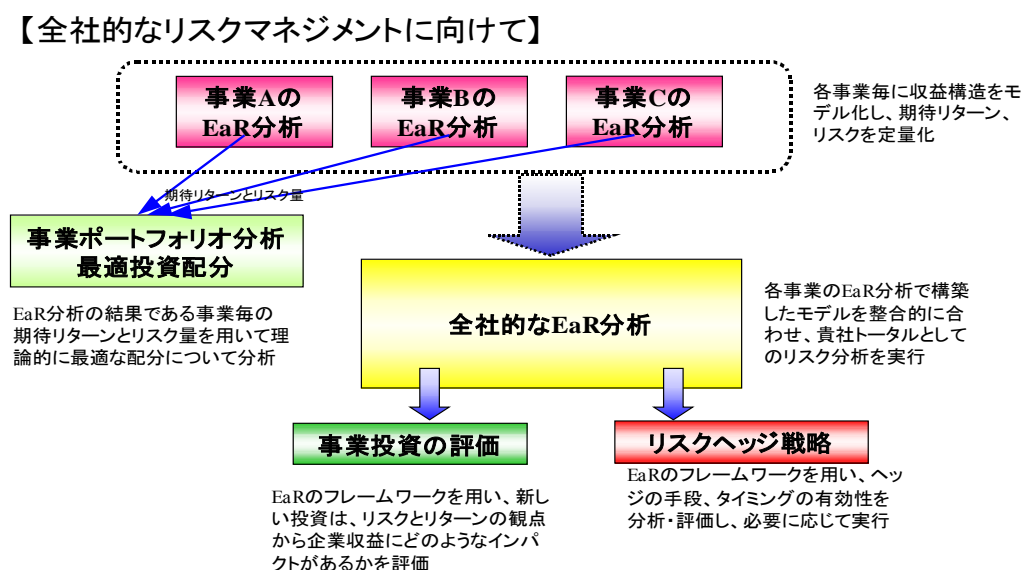 【全社的なリスクマネジメントに向けて】
事業Aの
EaR分析
事業Bの
EaR分析
事業Cの
EaR分析
各事業毎に収益構造をモ
デル化し、期待リターン、
リスクを定量化
期待リターンとリスク量
事業ポートフォリオ分析
最適投資配分
EaR分析の結果である事業毎の
期待リターンとリスク量を用いて理
論的に最適な配分について分析
全社的なEaR分析
各事業のEaR分析で構築
したモデルを整合的に合
わせ、貴社トータルとして
のリスク分析を実行
事業投資の評価
EaRのフレームワークを用い、新し
い投資は、リスクとリターンの観点
から企業収益にどのようなインパ
クトがあるかを評価
リスクヘッジ戦略
EaRのフレームワークを用い、ヘッ
ジの手段、タイミングの有効性を
分析・評価し、必要に応じて実行